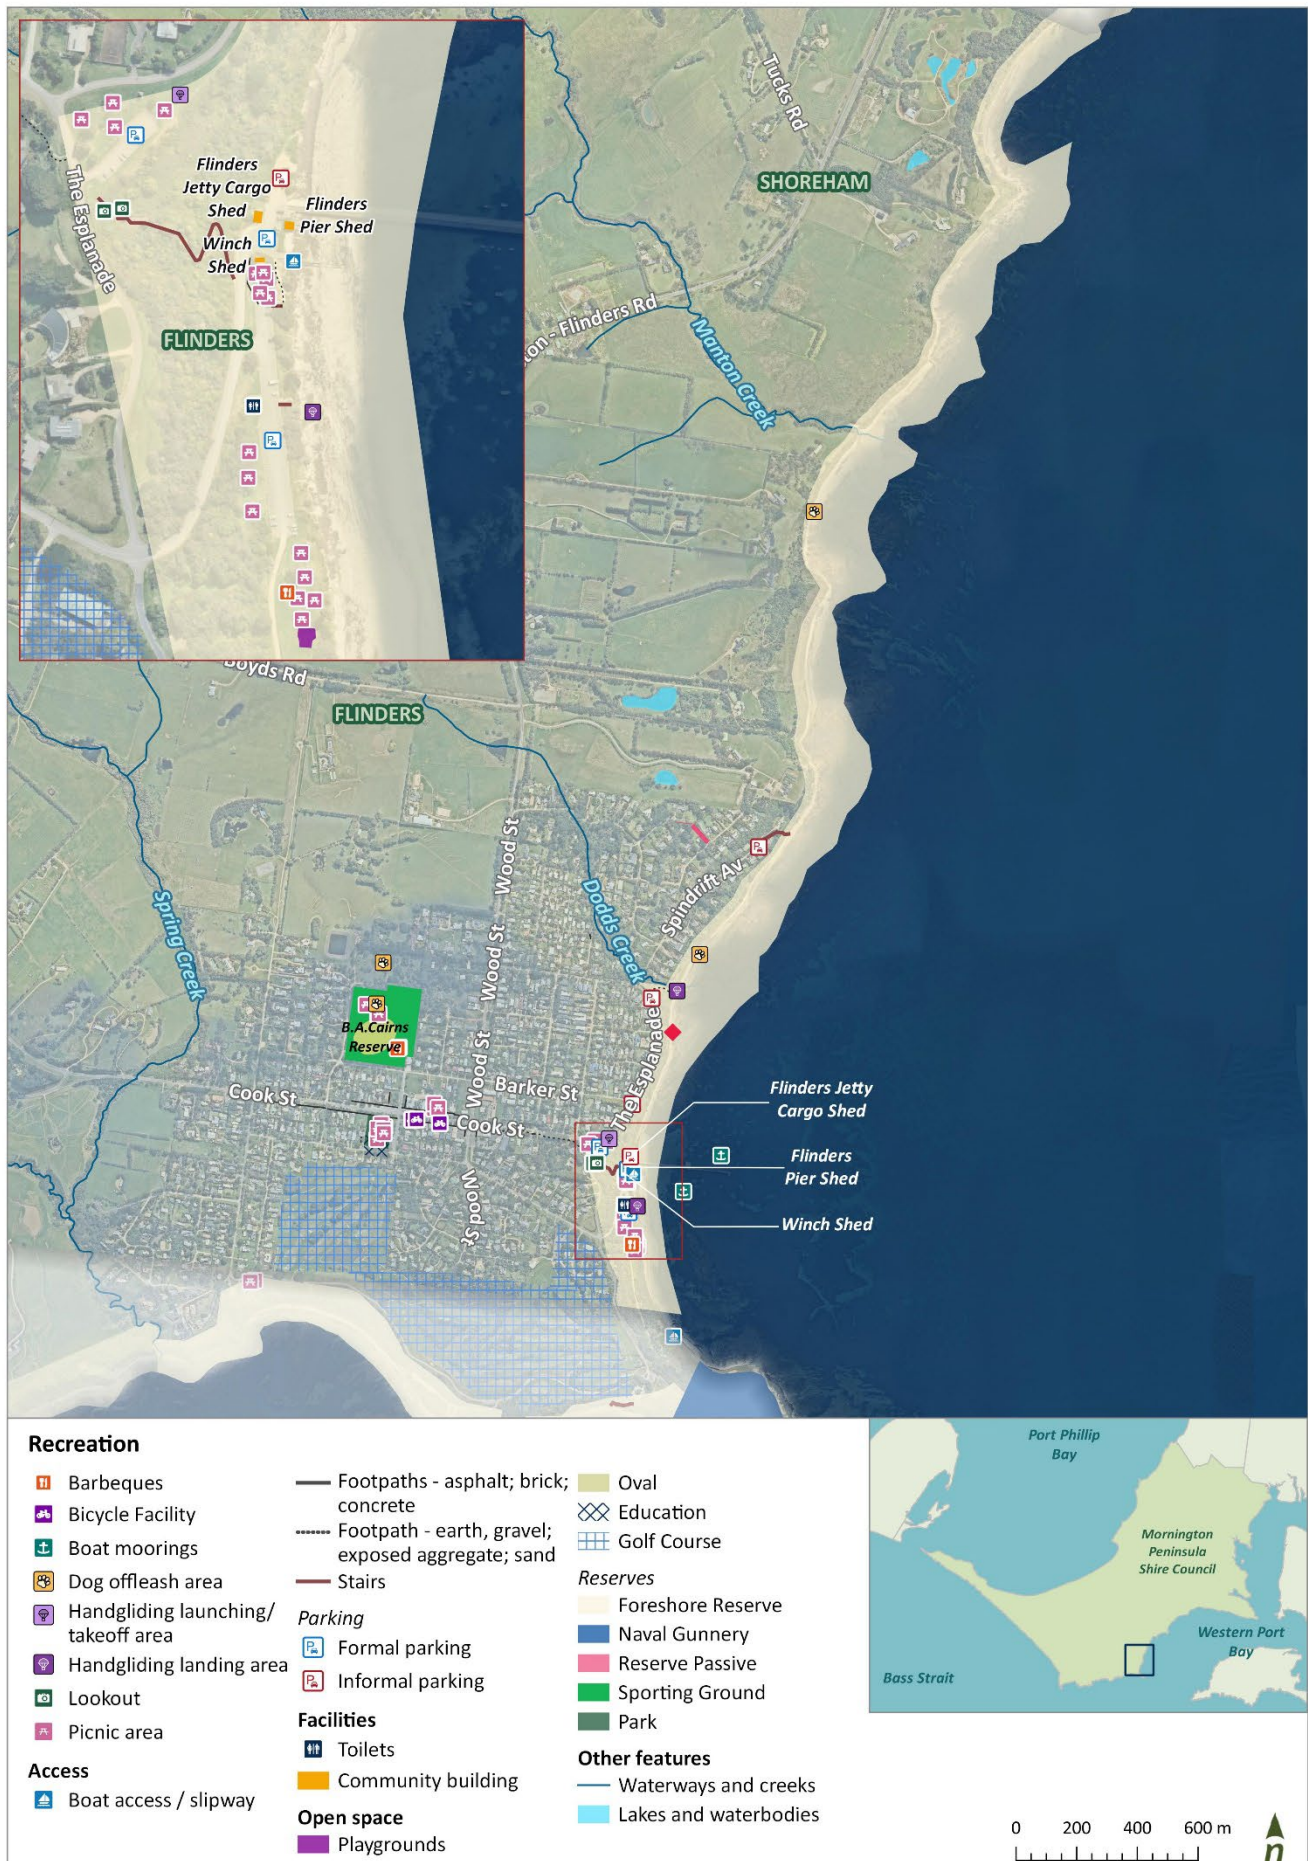 Tucks Rd
SHOREHAM
The Esplanade
Flinders
Jetty Cargo
Shed
Flinders
Pier Shed
Winch
Shed
FLINDERS
ton - Flinders Rd
Manton Creek
Boyds Rd
FLINDERS
Spring Creek
Wood St
Wood St
Wood St
Dodds Creek
Spindrift Av
B.A.Cairns
Reserve
Cook St
Barker St
Cook St
The Esplanade
Wood St
Flinders Jetty
Cargo Shed
Flinders
Pier Shed
Winch Shed
Recreation
Barbeques
Bicycle Facility
Boat moorings
Dog offleash area
Handgliding launching/
takeoff area
Handgliding landing area
Lookout
Picnic area
Access
Boat access / slipway
Footpaths - asphalt; brick;
concrete
Footpath - earth, gravel;
exposed aggregate; sand
Stairs
Parking
Formal parking
Informal parking
Facilities
Toilets
Community building
Open space
Playgrounds
Oval
Education
Golf Course
Reserves
Foreshore Reserve
Naval Gunnery
Reserve Passive
Sporting Ground
Park
Other features
Waterways and creeks
Lakes and waterbodies
Port Phillip
Bay
Mornington
Peninsula
Shire Council
Western Port
Bay
Bass Strait
0 200 400 600 m
n